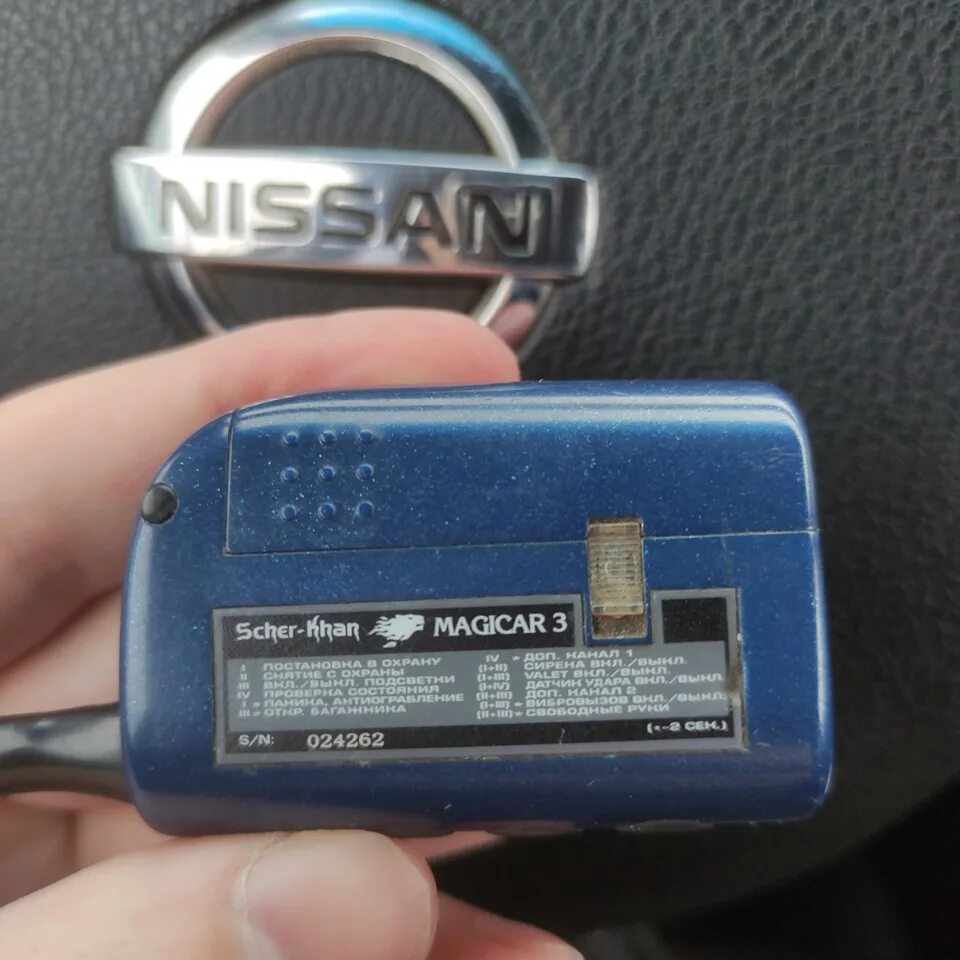 NISSAN
Scher-Khan MAGICAR 3
I ПОСТАНОВКА В ОХРАНУ
II СНЯТИЕ С ОХРАНЫ
III ВКЛ./ВЫКЛ. ПОДСВЕТКИ
IV ПРОВЕРКА СОСТОЯНИЯ
I * ПАНИКА, АНТИОГРАБЛЕНИЕ
III * ОТКР. БАГАЖНИКА
IV * ДОП. КАНАЛ 1
(I+II) СИРЕНА ВКЛ./ВЫКЛ.
(I+III) VALET ВКЛ./ВЫКЛ.
(I+IV) ДАТЧИК УДАРА ВКЛ./ВЫКЛ.
(II+III) ДОП. КАНАЛ 2
(I+III)* ВИБРОВЫЗОВ ВКЛ/ВЫКЛ.
(II+III)* СВОБОДНЫЕ РУКИ
S/N: 024262
(*-2 СЕК.)